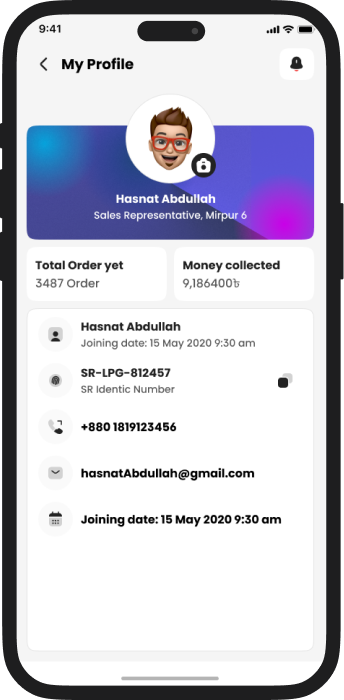 9:41
My Profile
Hasnat Abdullah
Sales Representative, Mirpur 6
Total Order yet
3487 Order
Money collected
9,186400৳
Hasnat Abdullah
Joining date: 15 May 2020 9:30 am
SR-LPG-812457
SR Identic Number
+880 1819123456
hasnatAbdullah@gmail.com
Joining date: 15 May 2020 9:30 am